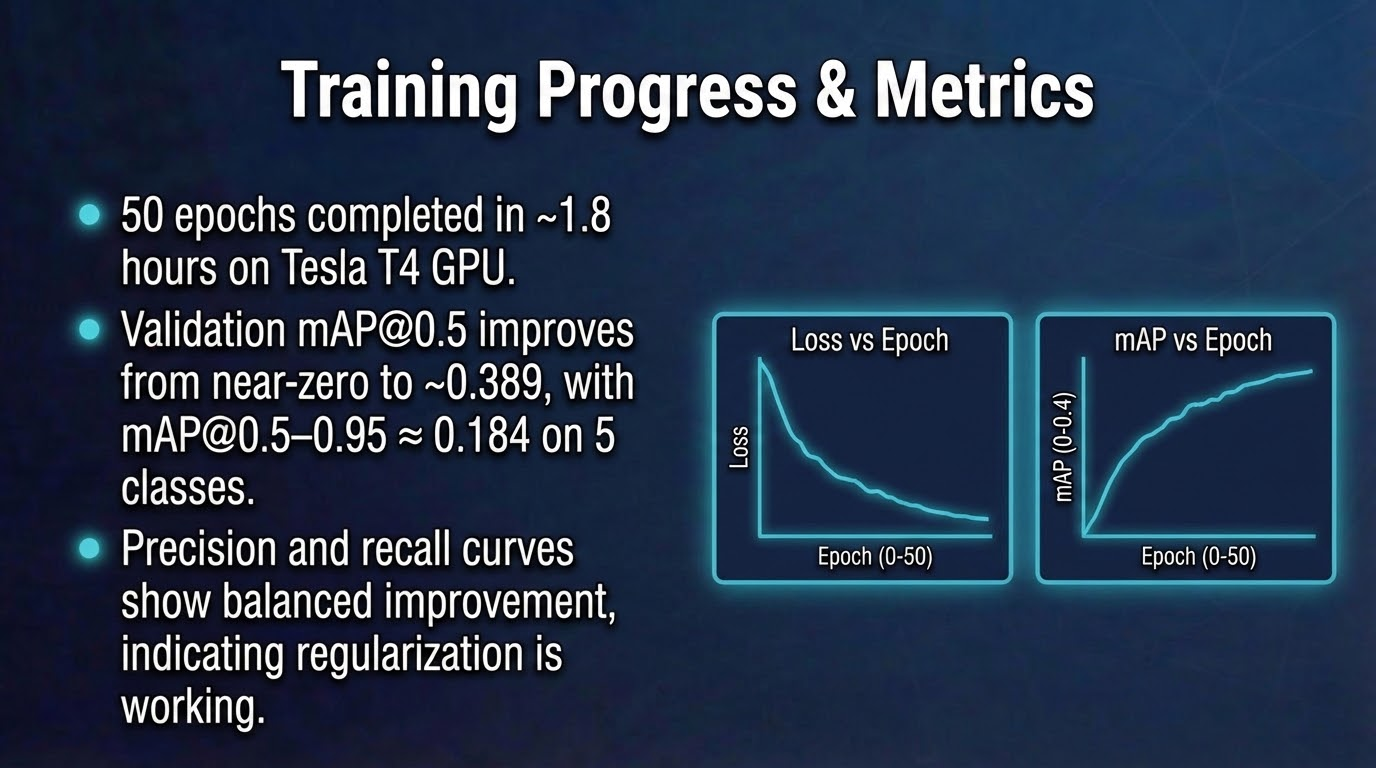 Training Progress & Metrics
50 epochs completed in ~1.8
hours on Tesla T4 GPU.
Validation mAP@0.5 improves
from near-zero to ~0.389, with
mAP@0.5–0.95 ≈ 0.184 on 5
classes.
Precision and recall curves
show balanced improvement,
indicating regularization is
working.
Loss vs Epoch
Loss
Epoch (0-50)
mAP vs Epoch
mAP (0-0.4)
Epoch (0-50)